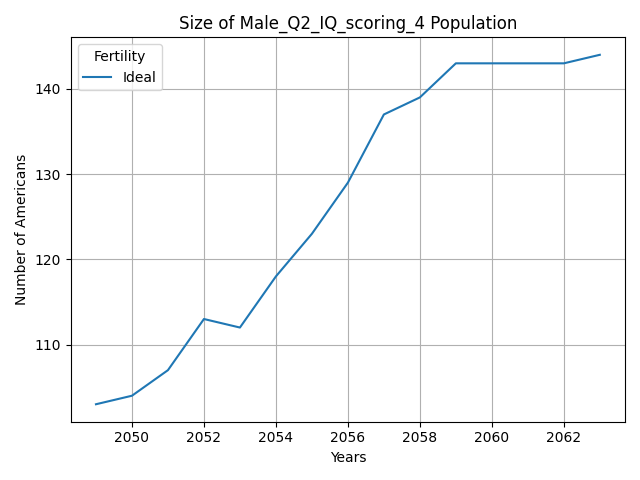 Size of Male_Q2_IQ_scoring_4 Population
Fertility
Ideal
Number of Americans
140
130
120
110
2050 2052 2054 2056 2058 2060 2062
Years